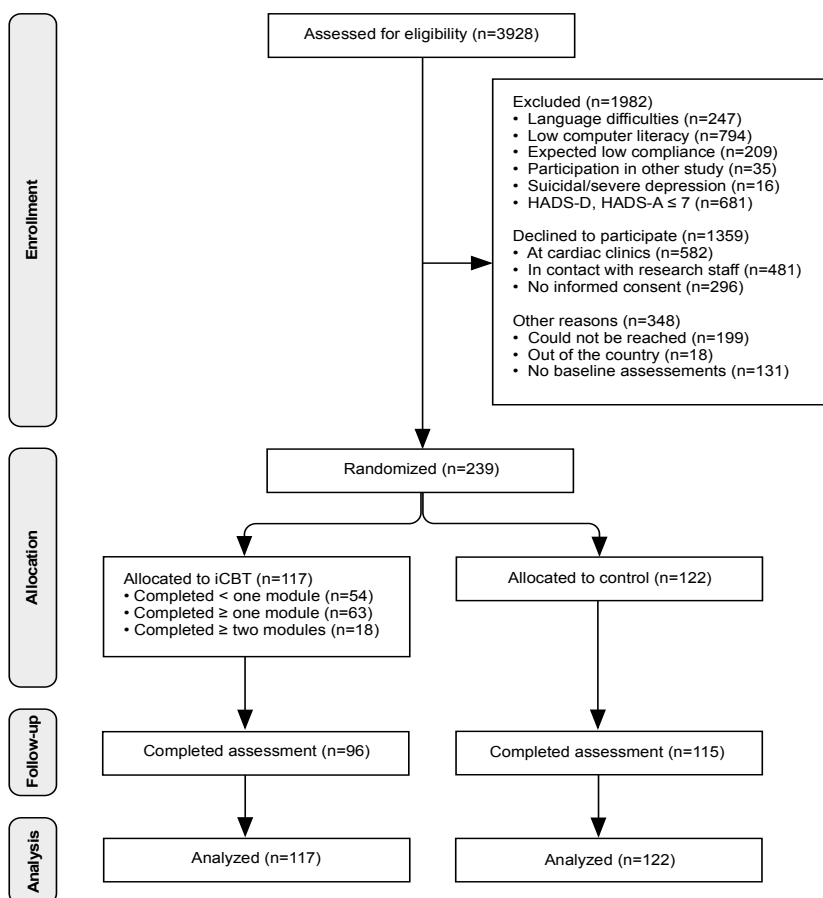 Enrollment
Assessed for eligibility (n=3928)
Excluded (n=1982)
• Language difficulties (n=247)
• Low computer literacy (n=794)
• Expected low compliance (n=209)
• Participation in other study (n=35)
• Suicidal/severe depression (n=16)
• HADS-D, HADS-A ≤ 7 (n=681)
Declined to participate (n=1359)
• At cardiac clinics (n=582)
• In contact with research staff (n=481)
• No informed consent (n=296)
Other reasons (n=348)
• Could not be reached (n=199)
• Out of the country (n=18)
• No baseline assessements (n=131)
Randomized (n=239)
Allocation
Allocated to iCBT (n=117)
• Completed < one module (n=54)
• Completed ≥ one module (n=63)
• Completed ≥ two modules (n=18)
Allocated to control (n=122)
Follow-up
Completed assessment (n=96)
Completed assessment (n=115)
Analysis
Analyzed (n=117)
Analyzed (n=122)